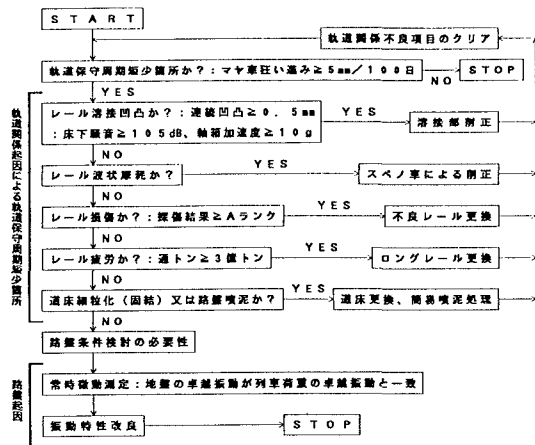 START
軌道関係不良項目のクリア
軌道保守周期短少箇所か?:マヤ車狂い進み≧5mm/100日
NO
STOP
YES
レール溶接凹凸か?:連続凹凸≧0.5mm
:床下騒音≧105dB、軸箱加速度≧10g
YES
溶接部削正
NO
レール波状摩耗か?
YES
スペノ車による削正
NO
レール損傷か?:探傷結果≧Aランク
YES
不良レール更換
NO
レール疲労か?:通トン≧3億トン
YES
ロングレール更換
NO
道床細粒化(固結)又は路盤噴泥か?
YES
道床更換、簡易噴泥処理
NO
路盤条件検討の必要性
常時微動測定:地盤の卓越振動が列車荷重の卓越振動と一致
振動特性改良
STOP
軌道関係起因による軌道保守周期短少箇所
路盤起因